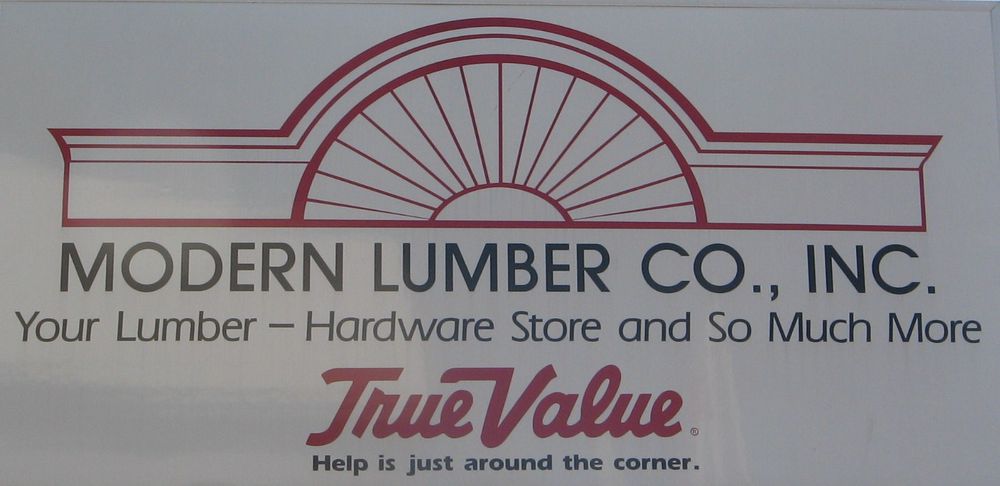 MODERN LUMBER CO., INC.
Your Lumber – Hardware Store and So Much More
True Value®
Help is just around the corner.